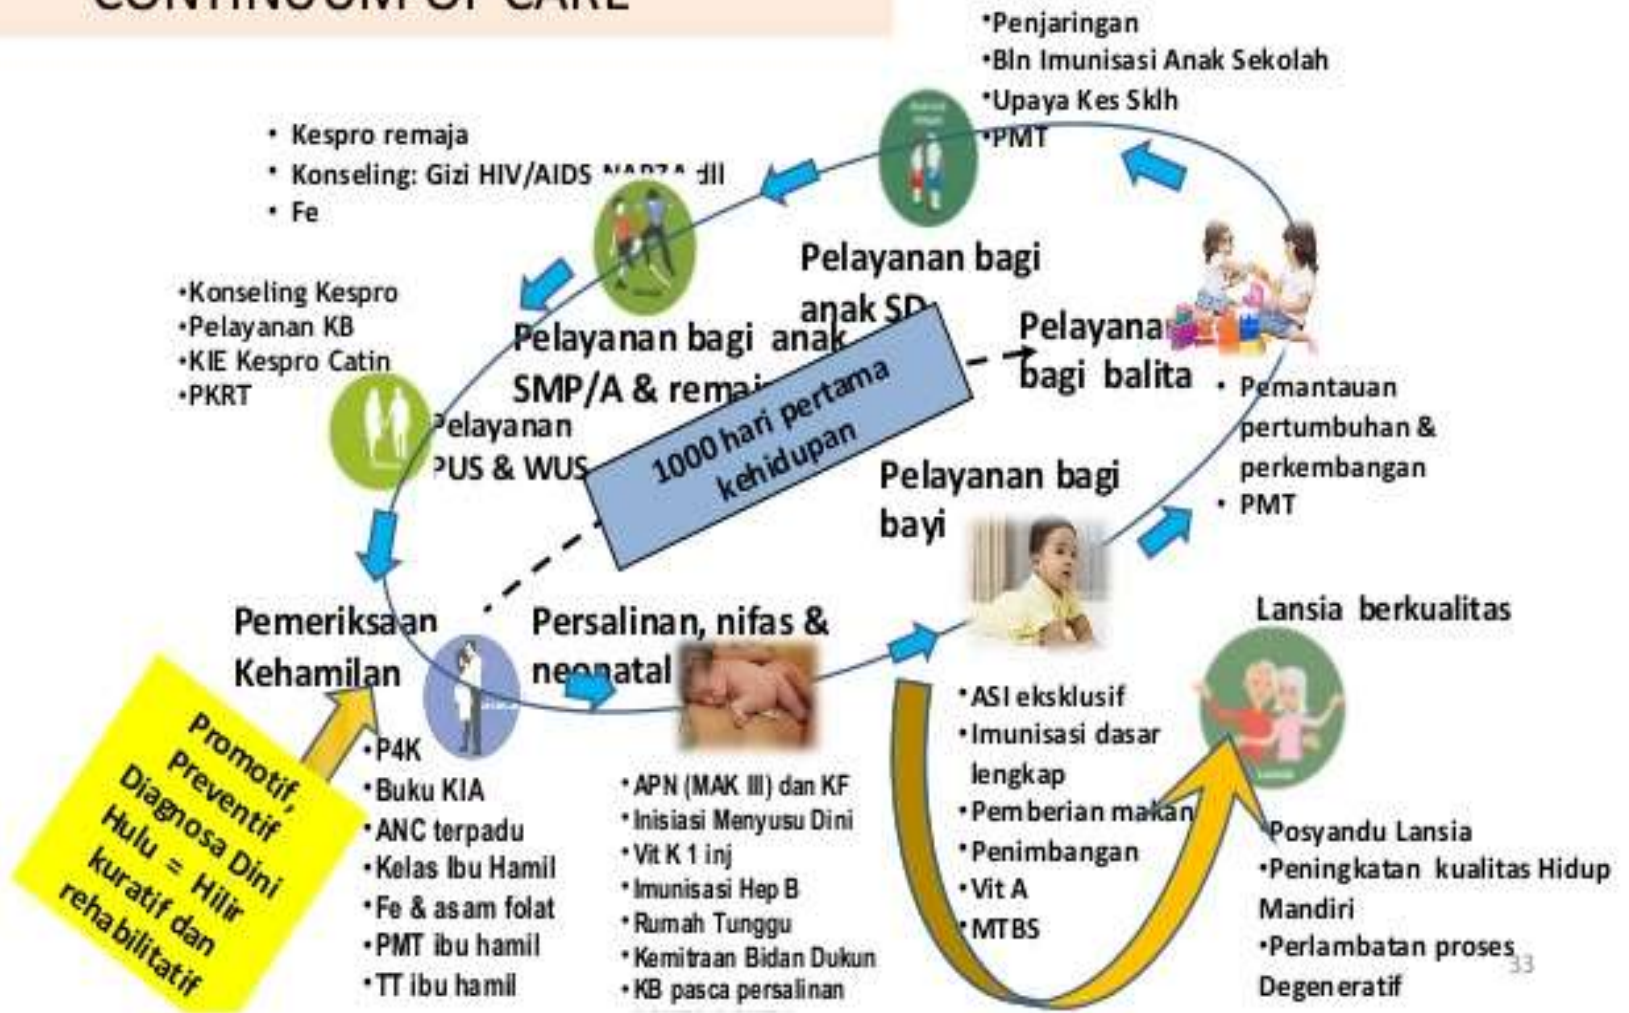 CONTINUUM OF CARE
•Penjaringan
•Bln Imunisasi Anak Sekolah
•Upaya Kes Sklh
•PMT
• Kespro remaja
• Konseling: Gizi HIV/AIDS NAPZA dll
• Fe
•Konseling Kespro
•Pelayanan KB
•KIE Kespro Catin
•PKRT
Pelayanan bagi
anak SD
Pelayanan bagi anak
SMP/A & remaja
Pelayanan
bagi balita
• Pemantauan
pertumbuhan &
perkembangan
• PMT
Pelayanan
PUS & WUS
1000 hari pertama
kehidupan
Pelayanan bagi
bayi
Pemeriksaan
Kehamilan
Persalinan, nifas &
neonatal
Lansia berkualitas
Promotif,
Preventif
Diagnosa Dini
Hulu = Hilir
kuratif dan
rehabilitatif
•P4K
•Buku KIA
•ANC terpadu
•Kelas Ibu Hamil
•Fe & asam folat
•PMT ibu hamil
•TT ibu hamil
• APN (MAK III) dan KF
• Inisiasi Menyusu Dini
• Vit K 1 inj
• Imunisasi Hep B
• Rumah Tunggu
• Kemitraan Bidan Dukun
• KB pasca persalinan
• ASI eksklusif
• Imunisasi dasar
lengkap
• Pemberian makan
• Penimbangan
• Vit A
• MTBS
•Posyandu Lansia
•Peningkatan kualitas Hidup
Mandiri
•Perlambatan proses
Degeneratif
33